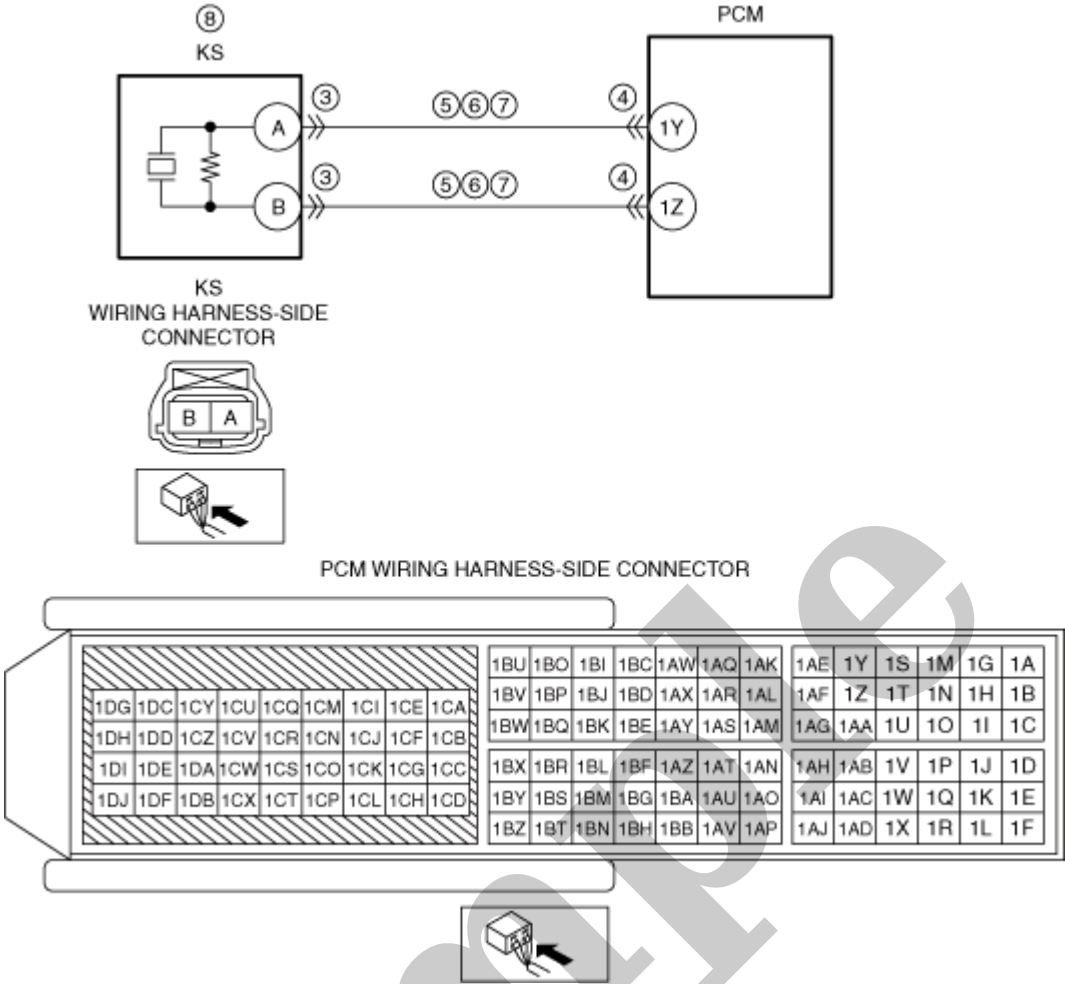 ⑧ PCM
KS
③ ⑤⑥⑦ ④
A 1Y
③ ⑤⑥⑦ ④
B 1Z
KS
WIRING HARNESS-SIDE
CONNECTOR
B A
PCM WIRING HARNESS-SIDE CONNECTOR
1BU 1BO 1BI 1BC 1AW 1AQ 1AK 1AE 1Y 1S 1M 1G 1A
1BV 1BP 1BJ 1BD 1AX 1AR 1AL 1AF 1Z 1T 1N 1H 1B
1DG 1DC 1CY 1CU 1CQ 1CM 1CI 1CE 1CA
1BW 1BQ 1BK 1BE 1AY 1AS 1AM 1AG 1AA 1U 1O 1I 1C
1DH 1DD 1CZ 1CV 1CR 1CN 1CJ 1CF 1CB
1DI 1DE 1DA 1CW 1CS 1CO 1CK 1CG 1CC 1BX 1BR 1BL 1BF 1AZ 1AT 1AN 1AH 1AB 1V 1P 1J 1D
1DJ 1DF 1DB 1CX 1CT 1CP 1CL 1CH 1CD 1BY 1BS 1BM 1BG 1BA 1AU 1AO 1AI 1AC 1W 1Q 1K 1E
1BZ 1BT 1BN 1BH 1BB 1AV 1AP 1AJ 1AD 1X 1R 1L 1F
mple